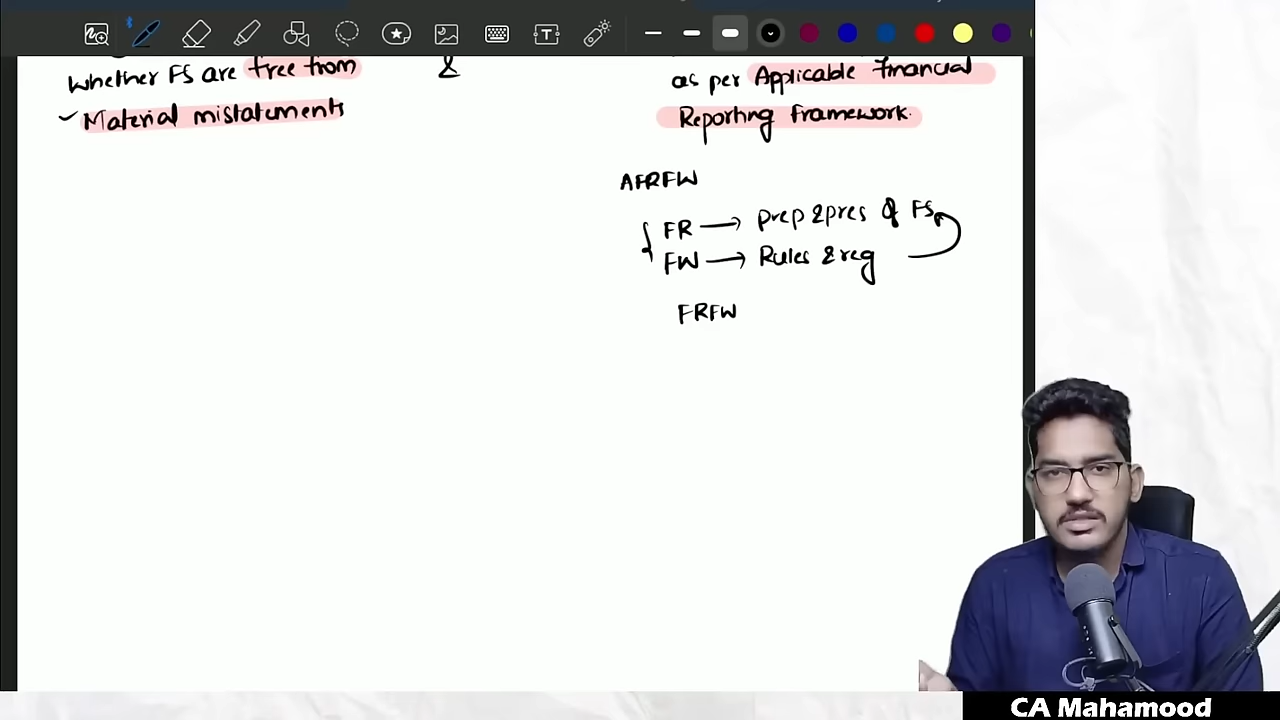 whether FS are free from
Material mistatements
&
as per Applicable Financial
Reporting Framework.
AFRFW
FR → prep & pres of FS
FW → Rules & reg
FRFW
T
CA Mahamood